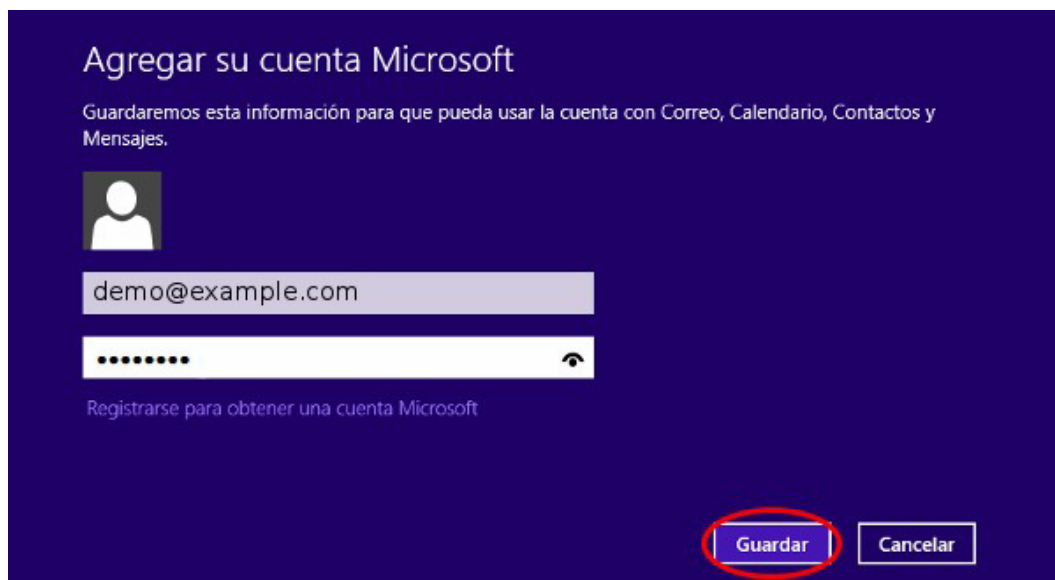 Agregar su cuenta Microsoft
Guardaremos esta información para que pueda usar la cuenta con Correo, Calendario, Contactos y
Mensajes.
demo@example.com
••••••••
Registrarse para obtener una cuenta Microsoft
Guardar Cancelar